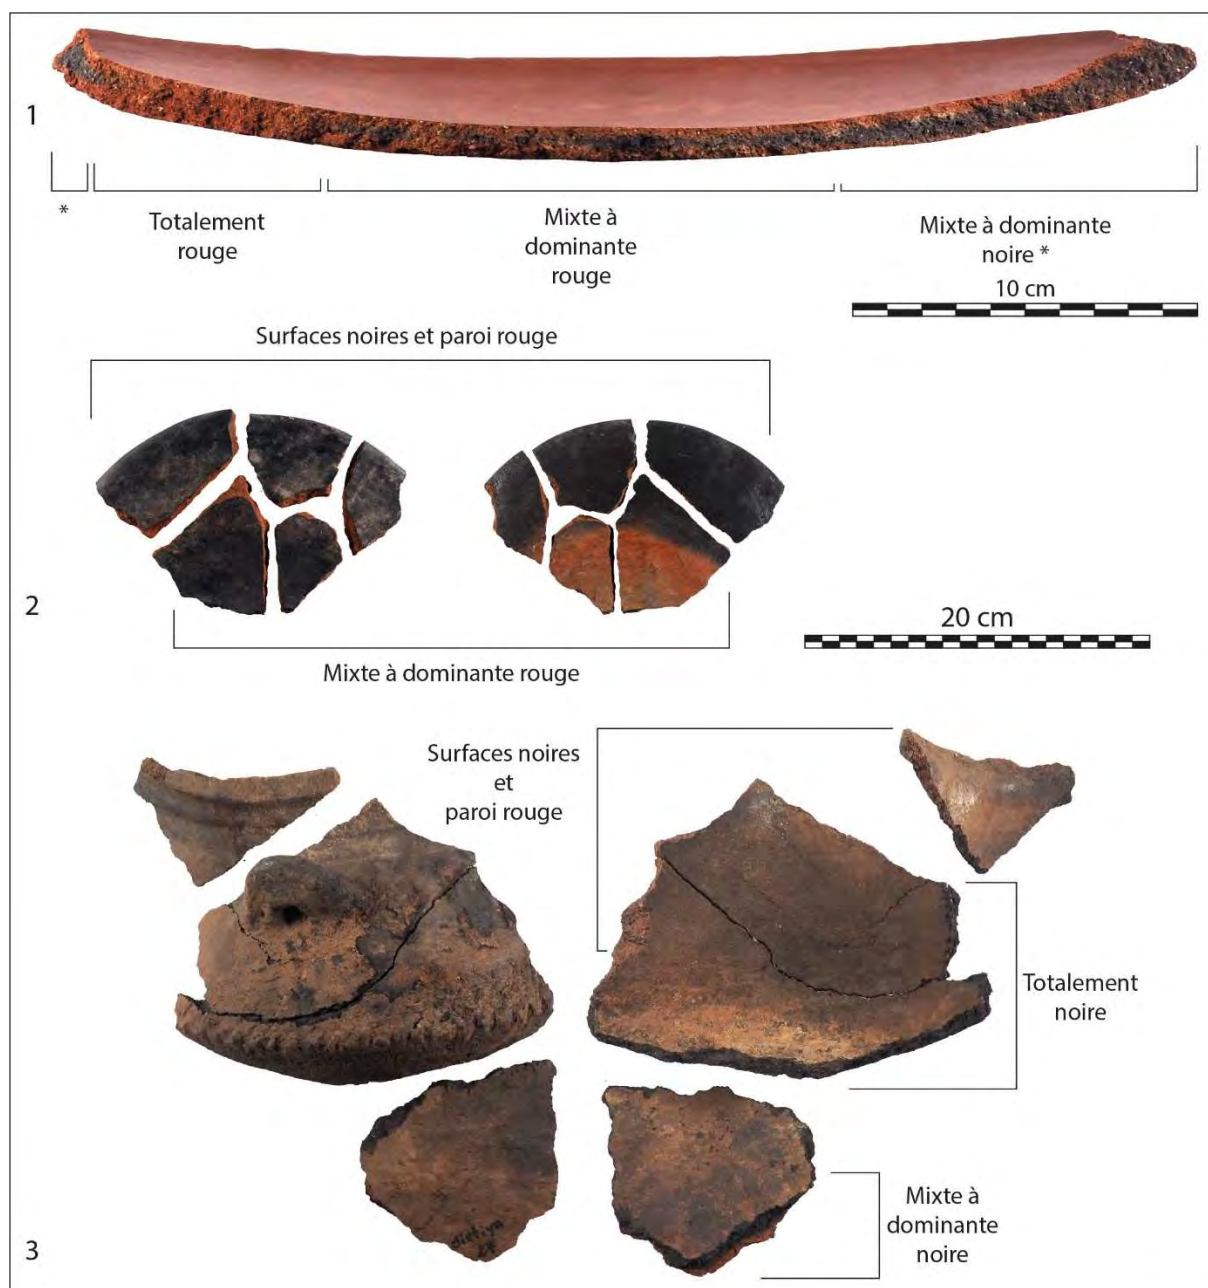 1
*
Totalement
rouge
Mixte à
dominante
rouge
Mixte à dominante
noire *
10 cm
Surfaces noires et paroi rouge
2
20 cm
Mixte à dominante rouge
Surfaces noires
et
paroi rouge
Totalement
noire
Mixte à
dominante
noire
3